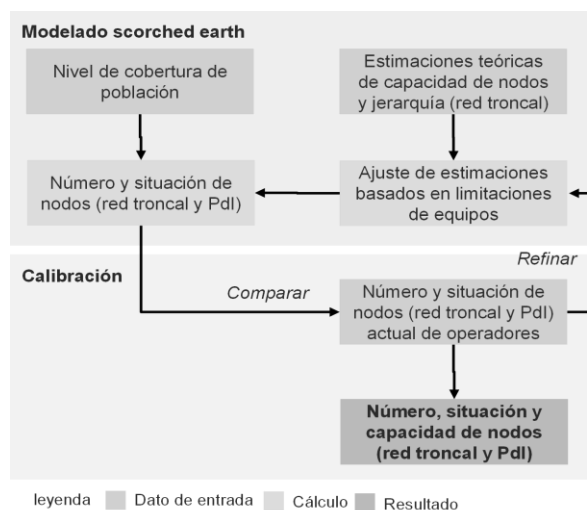 Modelado scorched earth
Nivel de cobertura de
población
Estimaciones teóricas
de capacidad de nodos
y jerarquía (red troncal)
Número y situación de
nodos (red troncal y PdI)
Ajuste de estimaciones
basados en limitaciones
de equipos
Calibración
Refinar
Comparar
Número y situación de
nodos (red troncal y PdI)
actual de operadores
Número, situación y
capacidad de nodos
(red troncal y PdI)
leyenda Dato de entrada Cálculo Resultado